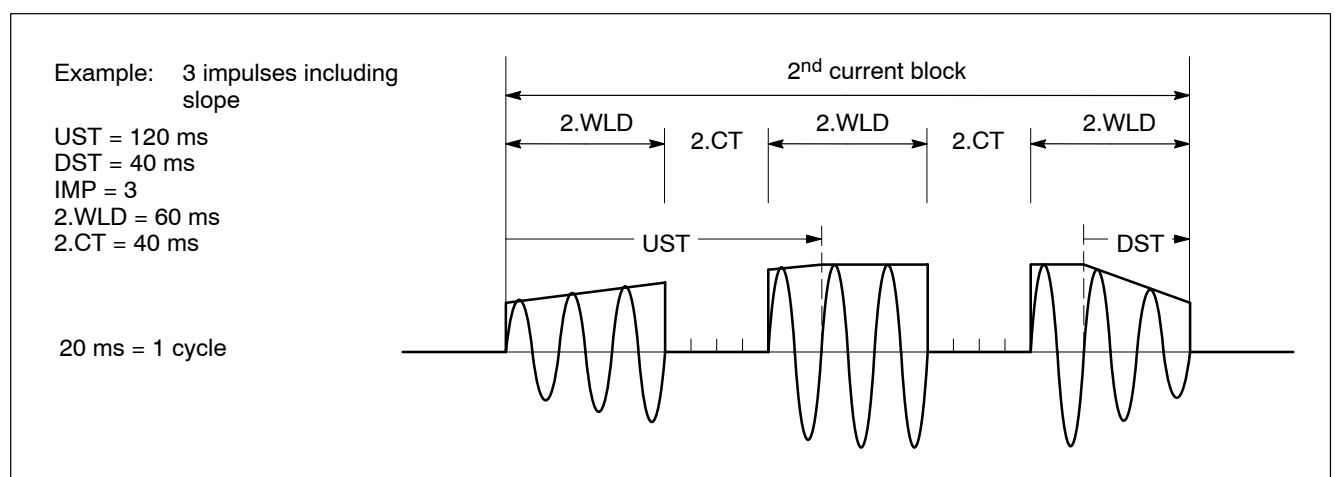 Example: 3 impulses including
slope
UST = 120 ms
DST = 40 ms
IMP = 3
2.WLD = 60 ms
2.CT = 40 ms
20 ms = 1 cycle
2nd current block
2.WLD 2.CT 2.WLD 2.CT 2.WLD
UST DST